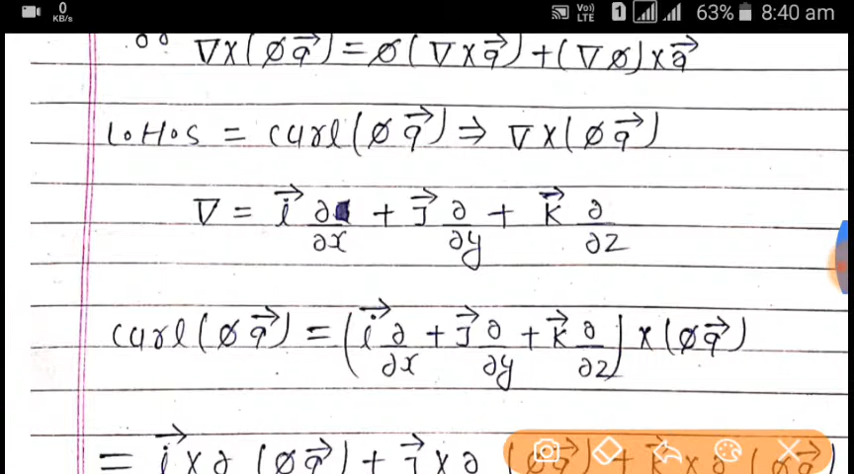 0 KB/s Vo)) LTE 1 63% 8:40 am
∴ ∇×(∅a⃗)=∅(∇×a⃗)+(∇∅)×a⃗
L.H.S = curl(∅a⃗)⇒ ∇×(∅a⃗)
∇ = i⃗ ∂/∂x + j⃗ ∂/∂y + k⃗ ∂/∂z
curl(∅a⃗)=(i⃗ ∂/∂x + j⃗ ∂/∂y + k⃗ ∂/∂z)×(∅a⃗)
= i⃗×∂ (∅a⃗)+ j⃗×∂ (∅a⃗)+ k⃗×∂ (∅a⃗)